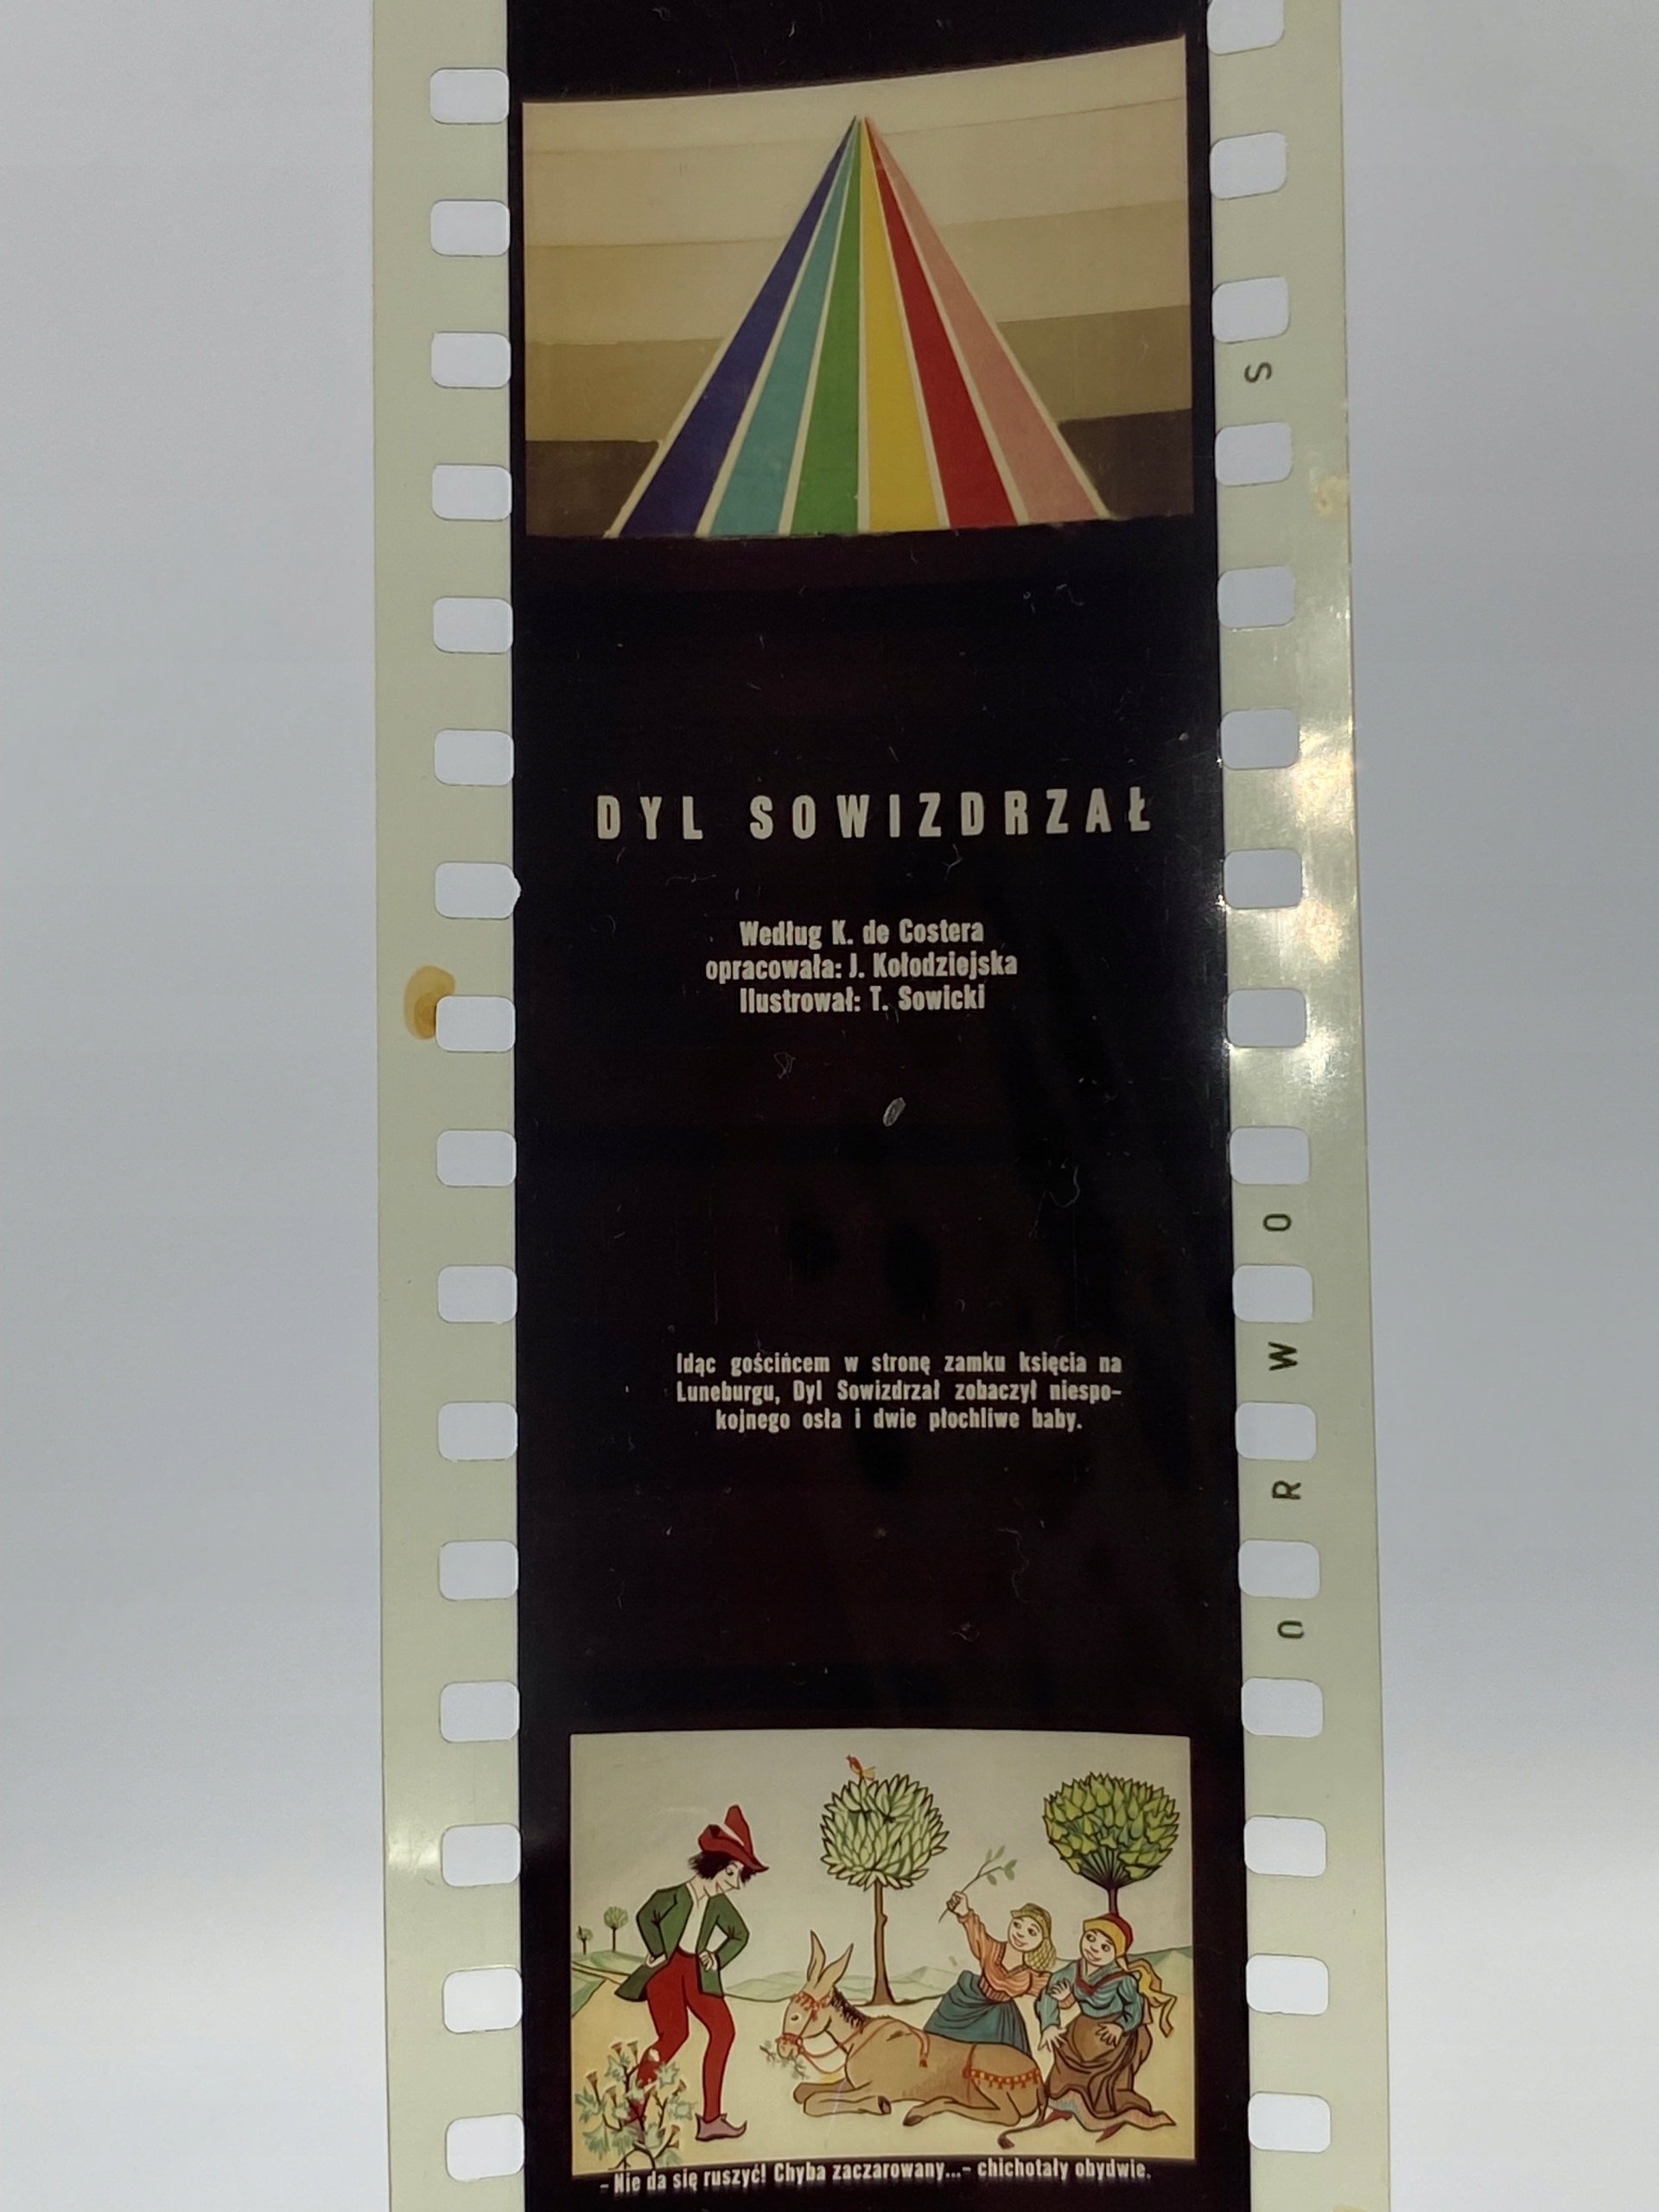 DYL SOWIZDRZAŁ
Według K. de Costera
opracowała: J. Kołodziejska
Ilustrował: T. Sowicki
Idąc gościńcem w stronę zamku księcia na
Luneburgu, Dyl Sowizdrzał zobaczył niespo-
kojnego osła i dwie płochliwe baby.
- Nie da się ruszyć! Chyba zaczarowany...- chichotały obydwie.
ORWO
S